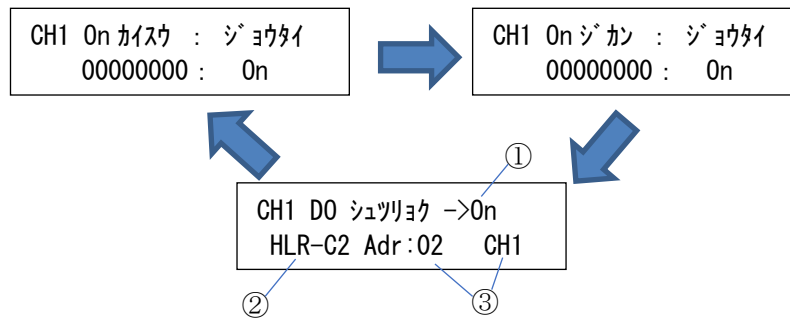 CH1 On ｶｲｽｳ : ｼﾞｮｳﾀｲ
00000000 : On
CH1 On ｼﾞｶﾝ : ｼﾞｮｳﾀｲ
00000000 : On
①
CH1 DO ｼｭﾂﾘｮｸ ->On
HLR-C2 Adr:02 CH1
② ③